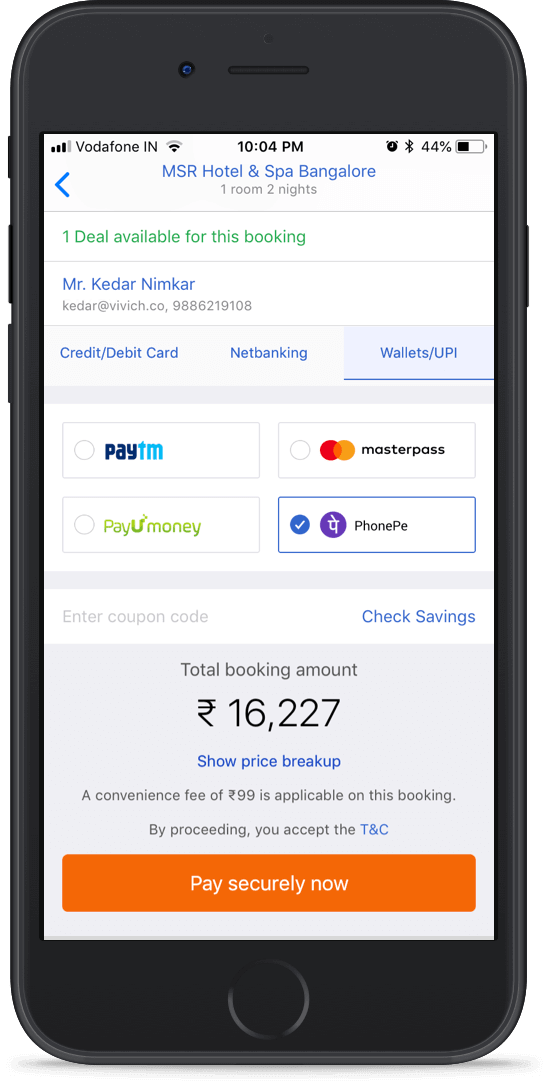 Vodafone IN 10:04 PM 44%
MSR Hotel & Spa Bangalore
1 room 2 nights
1 Deal available for this booking
Mr. Kedar Nimkar
kedar@vivich.co, 9886219108
Credit/Debit Card Netbanking Wallets/UPI
paytm masterpass
PayUmoney पे PhonePe
Enter coupon code Check Savings
Total booking amount
₹ 16,227
Show price breakup
A convenience fee of ₹99 is applicable on this booking.
By proceeding, you accept the T&C
Pay securely now